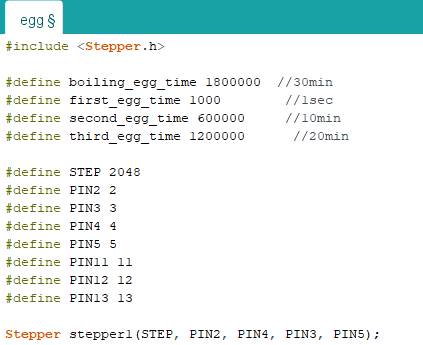 egg §
#include <Stepper.h>
#define boiling_egg_time 1800000 //30min
#define first_egg_time 1000 //1sec
#define second_egg_time 600000 //10min
#define third_egg_time 1200000 //20min
#define STEP 2048
#define PIN2 2
#define PIN3 3
#define PIN4 4
#define PIN5 5
#define PIN11 11
#define PIN12 12
#define PIN13 13
Stepper stepper1(STEP, PIN2, PIN4, PIN3, PIN5);